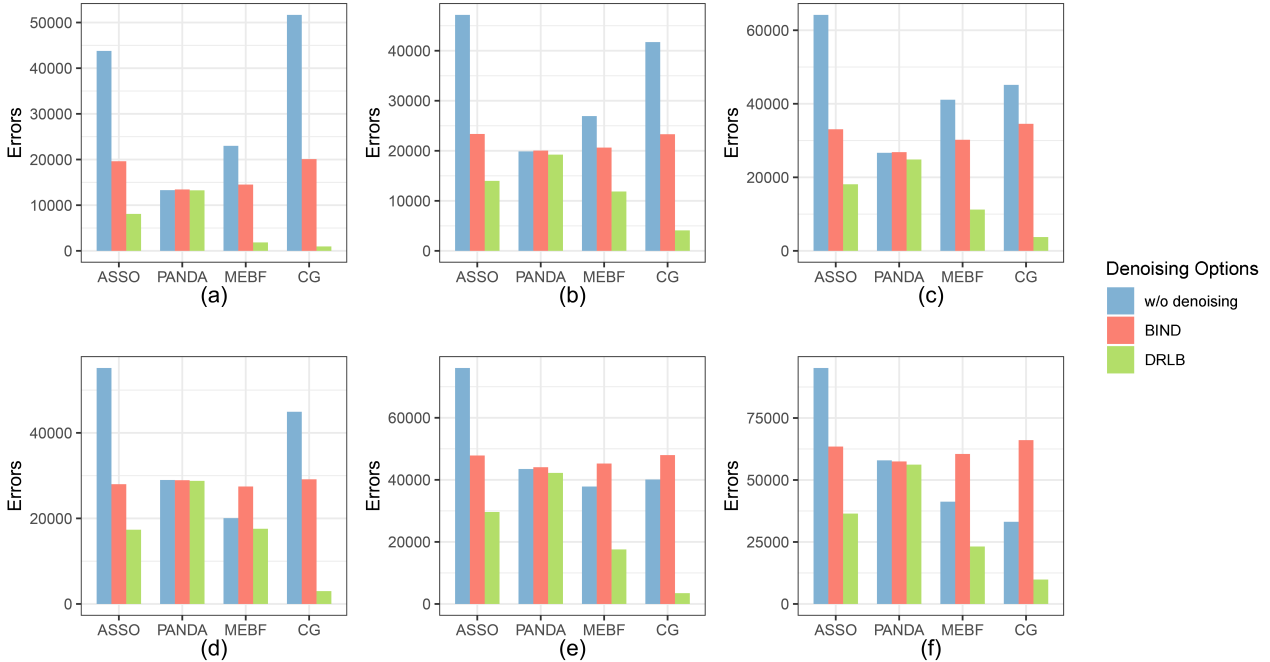 Errors
50000
40000
30000
20000
10000
0
ASSO PANDA MEBF CG
(a)
Errors
40000
30000
20000
10000
0
ASSO PANDA MEBF CG
(b)
Errors
60000
40000
20000
0
ASSO PANDA MEBF CG
(c)
Denoising Options
w/o denoising
BIND
DRLB
Errors
40000
20000
0
ASSO PANDA MEBF CG
(d)
Errors
60000
40000
20000
0
ASSO PANDA MEBF CG
(e)
Errors
75000
50000
25000
0
ASSO PANDA MEBF CG
(f)